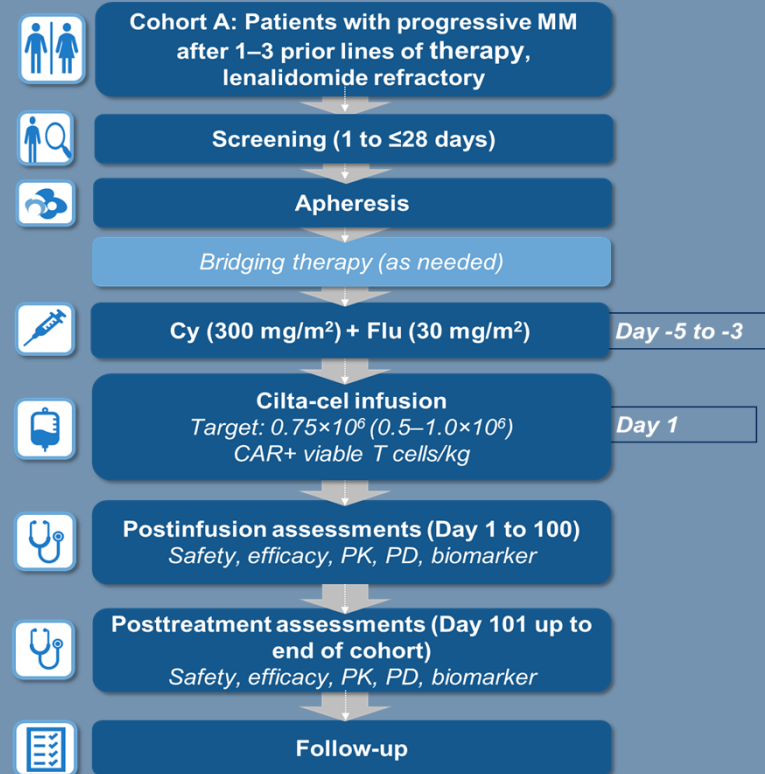 Cohort A: Patients with progressive MM
after 1–3 prior lines of therapy,
lenalidomide refractory
Screening (1 to ≤28 days)
Apheresis
Bridging therapy (as needed)
Cy (300 mg/m²) + Flu (30 mg/m²)
Day -5 to -3
Cilta-cel infusion
Target: 0.75×10⁶ (0.5–1.0×10⁶)
CAR+ viable T cells/kg
Day 1
Postinfusion assessments (Day 1 to 100)
Safety, efficacy, PK, PD, biomarker
Posttreatment assessments (Day 101 up to
end of cohort)
Safety, efficacy, PK, PD, biomarker
Follow-up